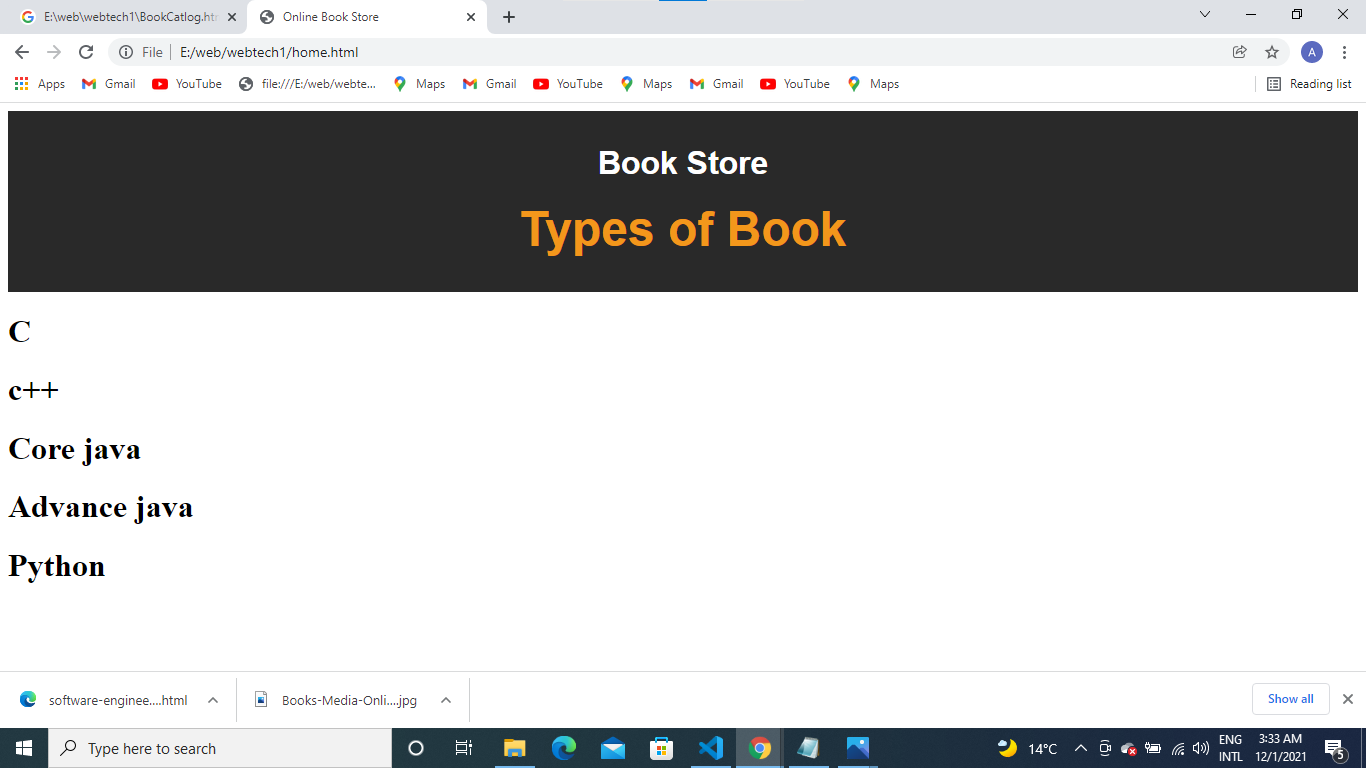 E:\web\webtech1\BookCatlog.htm
Online Book Store
File
E:/web/webtech1/home.html
A
Apps
Gmail
YouTube
file:///E:/web/webte...
Maps
Gmail
YouTube
Maps
Gmail
YouTube
Maps
Reading list
Book Store
Types of Book
C
c++
Core java
Advance java
Python
software-enginee....html
Books-Media-Onli....jpg
Show all
Type here to search
14°C
ENG
INTL
3:33 AM
12/1/2021
5